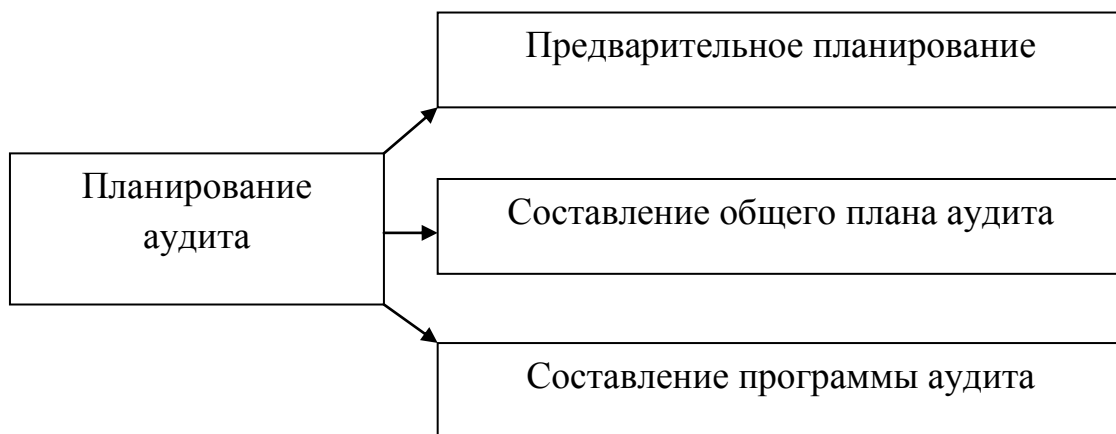 Предварительное планирование
Планирование
аудита
Составление общего плана аудита
Составление программы аудита